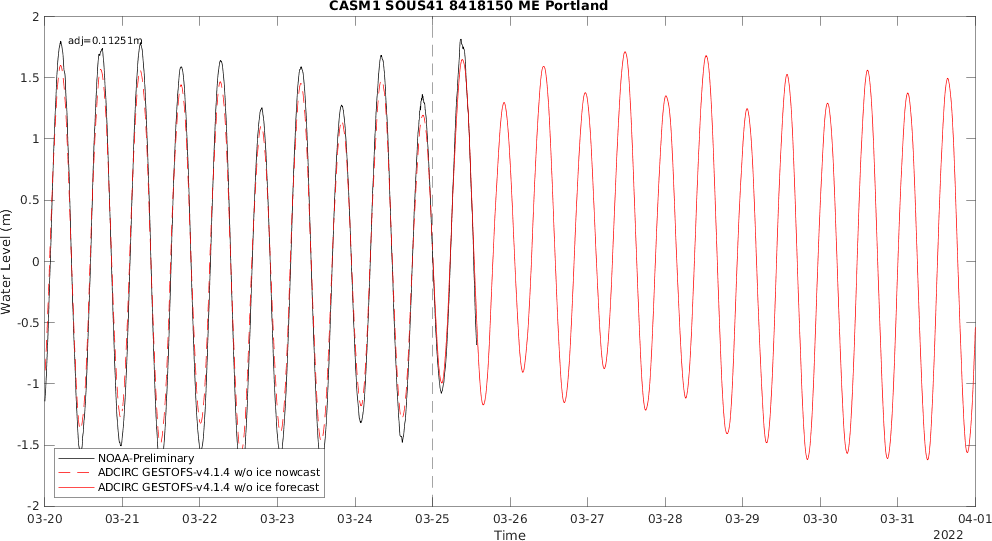 CASM1 SOUS41 8418150 ME Portland
adj=0.11251m
2
1.5
1
0.5
0
-0.5
-1
-1.5
-2
Water Level (m)
NOAA-Preliminary
ADCIRC GESTOFS-v4.1.4 w/o ice nowcast
ADCIRC GESTOFS-v4.1.4 w/o ice forecast
03-20 03-21 03-22 03-23 03-24 03-25 03-26 03-27 03-28 03-29 03-30 03-31 04-01
Time
2022